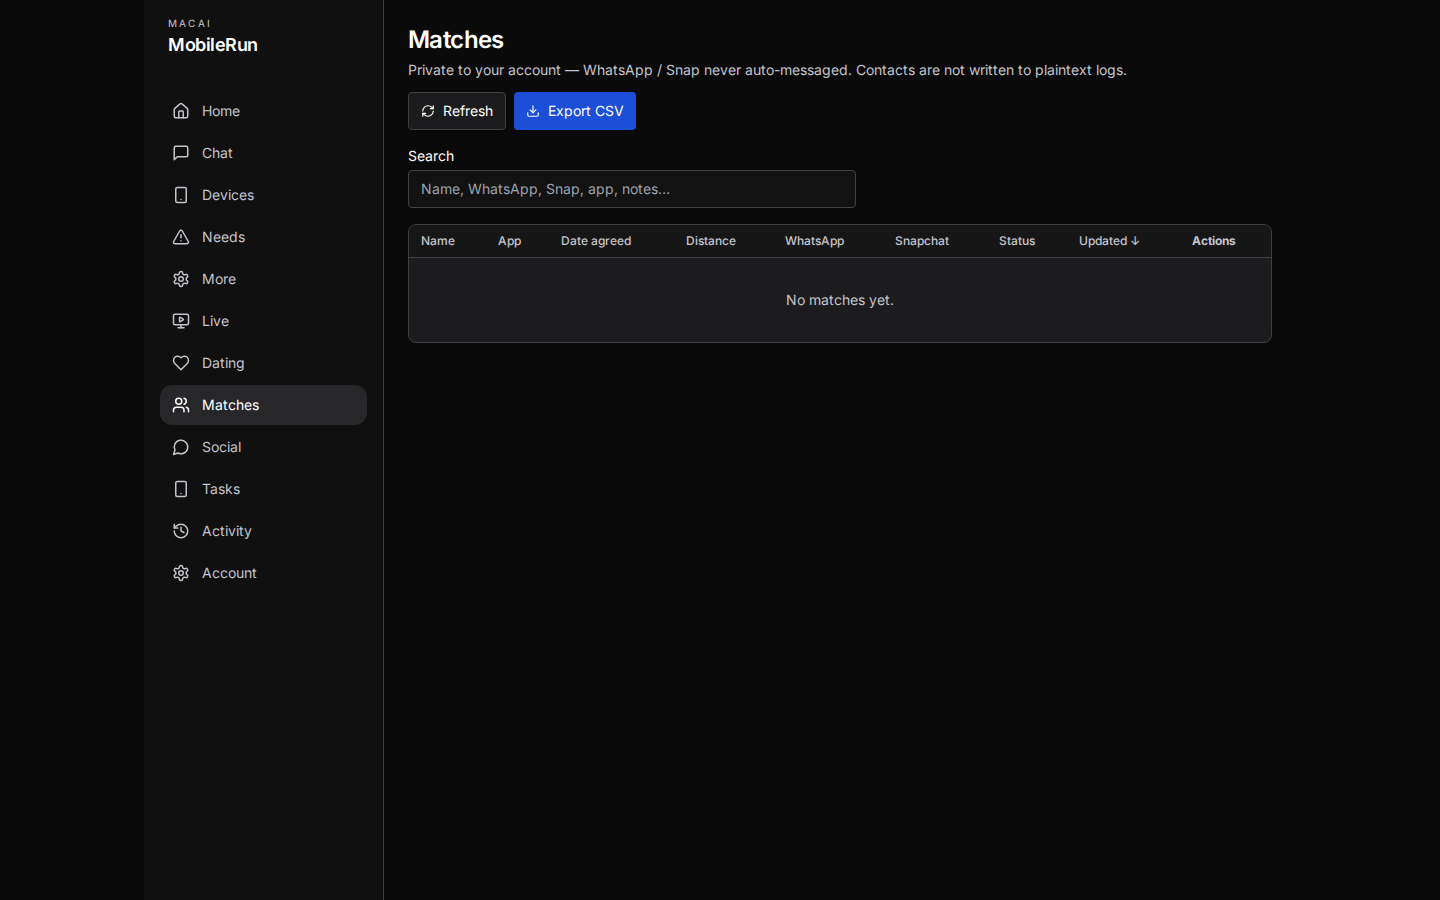 MACAI
MobileRun
Home
Chat
Devices
Needs
More
Live
Dating
Matches
Social
Tasks
Activity
Account
Matches
Private to your account — WhatsApp / Snap never auto-messaged. Contacts are not written to plaintext logs.
Refresh Export CSV
Search
Name, WhatsApp, Snap, app, notes...
Name App Date agreed Distance WhatsApp Snapchat Status Updated ↓ Actions
No matches yet.